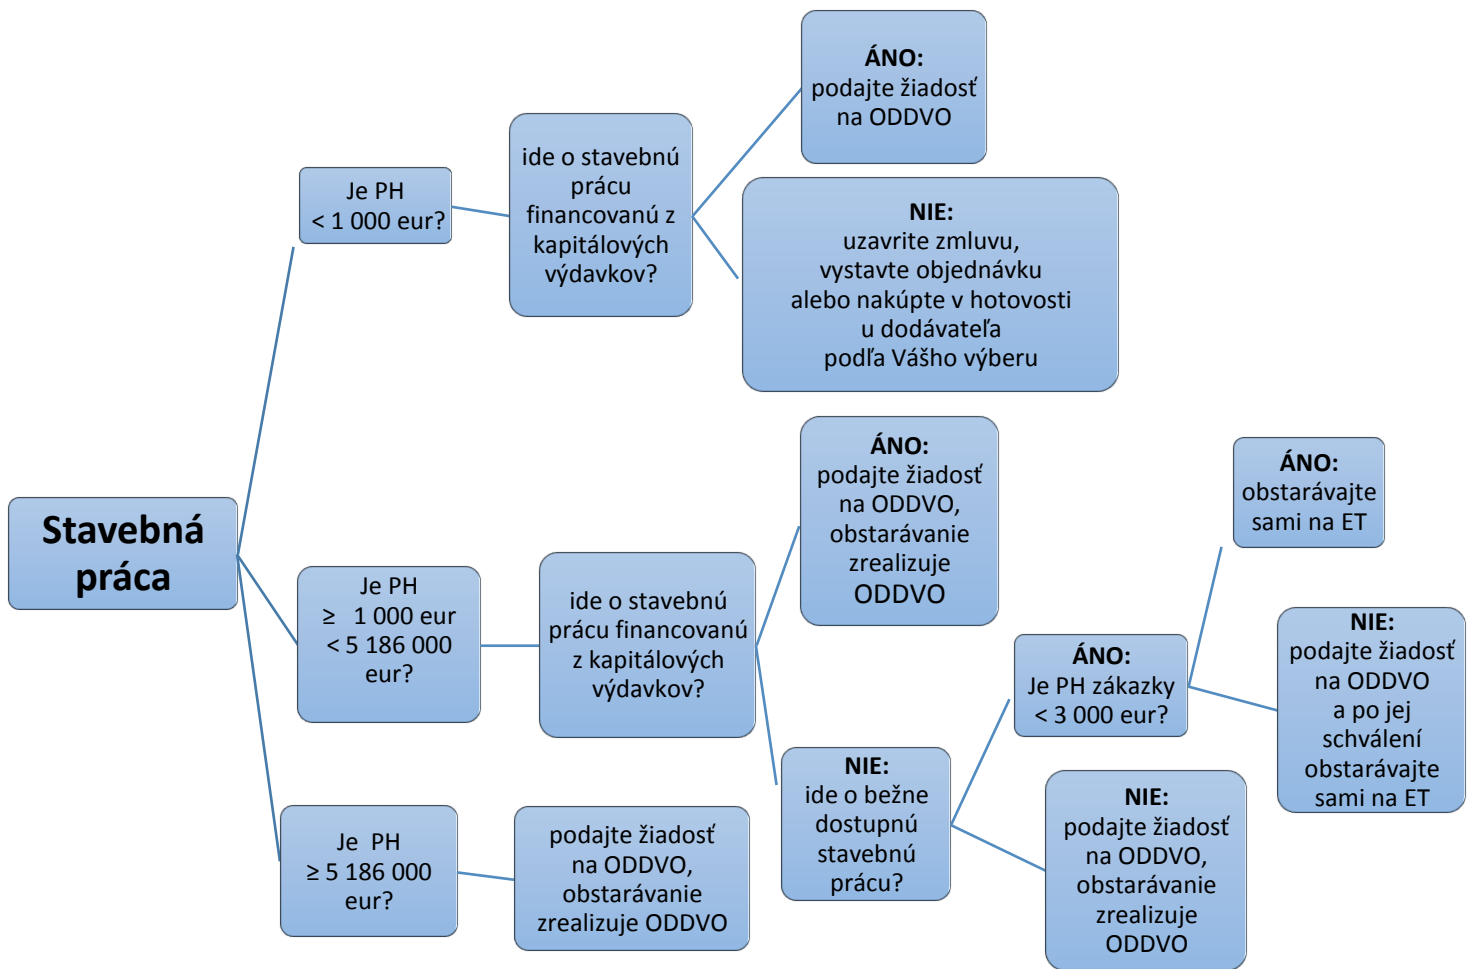 Stavebná
práca
Je PH
< 1 000 eur?
ide o stavebnú
prácu
financovanú z
kapitálových
výdavkov?
ÁNO:
podajte žiadosť
na ODDVO
NIE:
uzavrite zmluvu,
vystavte objednávku
alebo nakúpte v hotovosti
u dodávateľa
podľa Vášho výberu
Je PH
≥ 1 000 eur
< 5 186 000
eur?
ide o stavebnú
prácu financovanú
z kapitálových
výdavkov?
ÁNO:
podajte žiadosť
na ODDVO,
obstarávanie
zrealizuje
ODDVO
NIE:
ide o bežne
dostupnú
stavebnú
prácu?
ÁNO:
Je PH zákazky
< 3 000 eur?
ÁNO:
obstarávajte
sami na ET
NIE:
podajte žiadosť
na ODDVO
a po jej
schválení
obstarávajte
sami na ET
NIE:
podajte žiadosť
na ODDVO,
obstarávanie
zrealizuje
ODDVO
Je PH
≥ 5 186 000
eur?
podajte žiadosť
na ODDVO,
obstarávanie
zrealizuje ODDVO